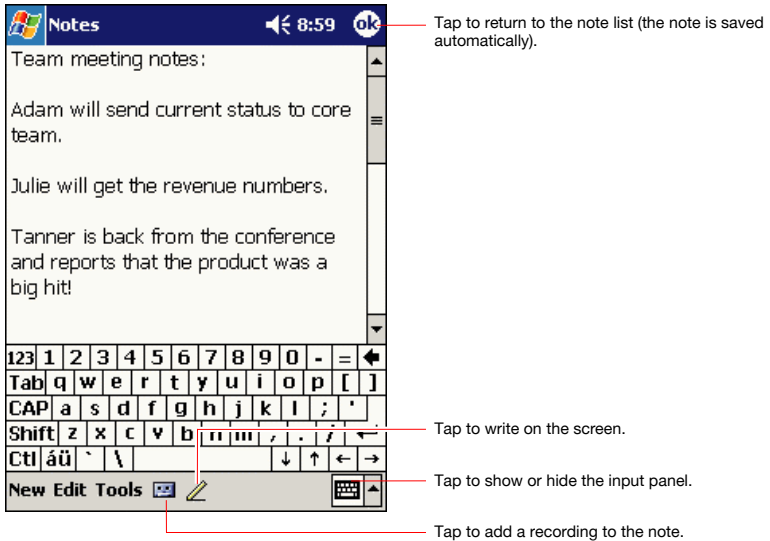 Notes 8:59 ok
Tap to return to the note list (the note is saved
automatically).
Team meeting notes:
Adam will send current status to core
team.
Julie will get the revenue numbers.
Tanner is back from the conference
and reports that the product was a
big hit!
123 1 2 3 4 5 6 7 8 9 0 - =
Tab q w e r t y u i o p [ ]
CAP a s d f g h j k l ; '
Shift z x c v b n m , . /
Ctl áü ` \
Tap to write on the screen.
Tap to show or hide the input panel.
New Edit Tools
Tap to add a recording to the note.